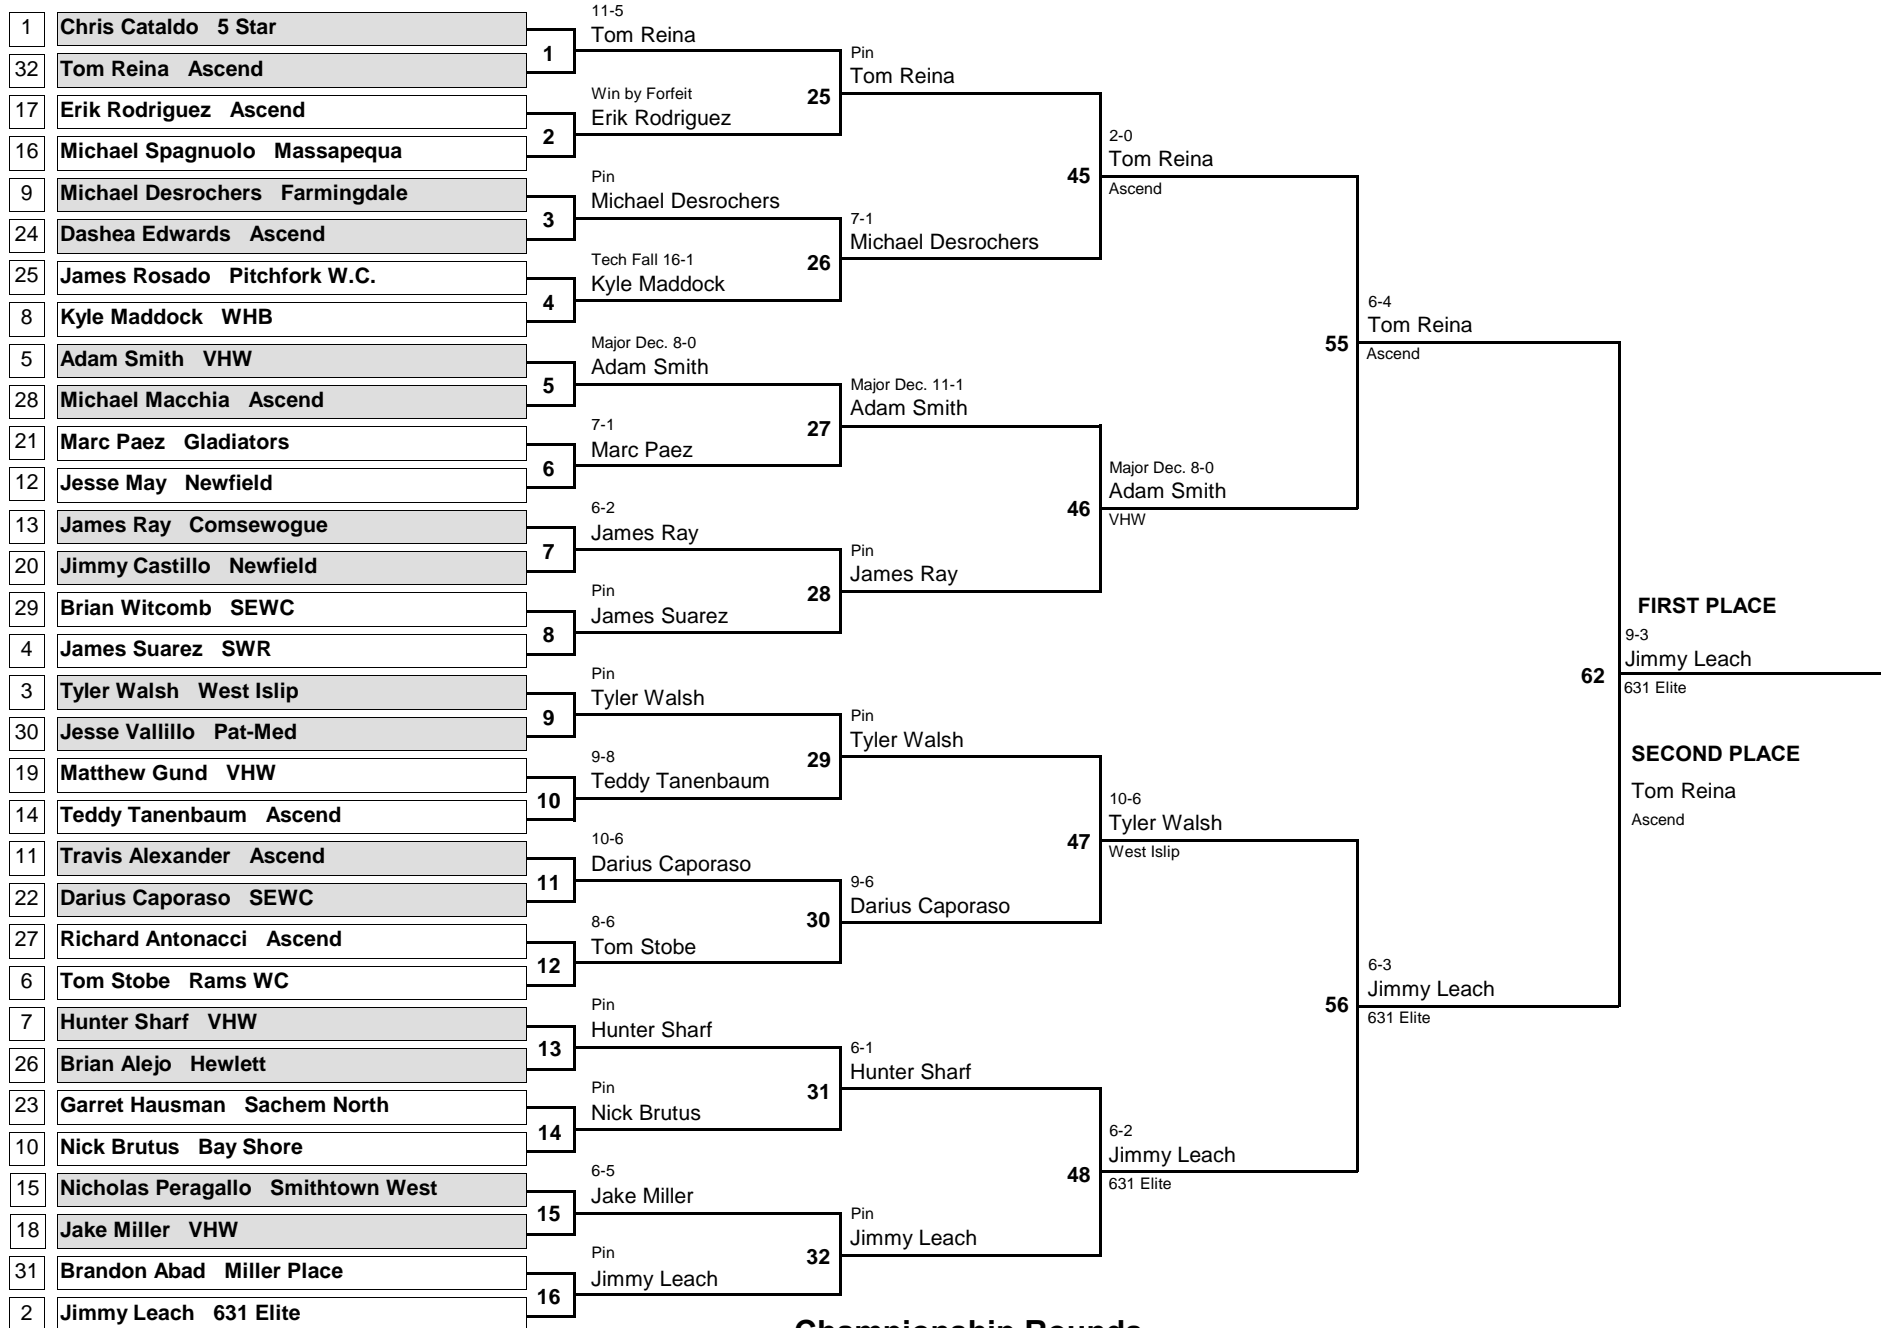 1 Chris Cataldo 5 Star
32 Tom Reina Ascend
17 Erik Rodriguez Ascend
16 Michael Spagnuolo Massapequa
9 Michael Desrochers Farmingdale
24 Dashea Edwards Ascend
25 James Rosado Pitchfork W.C.
8 Kyle Maddock WHB
5 Adam Smith VHW
28 Michael Macchia Ascend
21 Marc Paez Gladiators
12 Jesse May Newfield
13 James Ray Comsewogue
20 Jimmy Castillo Newfield
29 Brian Witcomb SEWC
4 James Suarez SWR
3 Tyler Walsh West Islip
30 Jesse Vallillo Pat-Med
19 Matthew Gund VHW
14 Teddy Tanenbaum Ascend
11 Travis Alexander Ascend
22 Darius Caporaso SEWC
27 Richard Antonacci Ascend
6 Tom Stobe Rams WC
7 Hunter Sharf VHW
26 Brian Alejo Hewlett
23 Garret Hausman Sachem North
10 Nick Brutus Bay Shore
15 Nicholas Peragallo Smithtown West
18 Jake Miller VHW
31 Brandon Abad Miller Place
2 Jimmy Leach 631 Elite
1
2
3
4
5
6
7
8
9
10
11
12
13
14
15
16
11-5
Tom Reina
Win by Forfeit
Erik Rodriguez
Pin
Michael Desrochers
Tech Fall 16-1
Kyle Maddock
Major Dec. 8-0
Adam Smith
7-1
Marc Paez
6-2
James Ray
Pin
James Suarez
Pin
Tyler Walsh
9-8
Teddy Tanenbaum
10-6
Darius Caporaso
8-6
Tom Stobe
Pin
Hunter Sharf
Pin
Nick Brutus
6-5
Jake Miller
Pin
Jimmy Leach
25
26
27
28
29
30
31
32
Pin
Tom Reina
7-1
Michael Desrochers
Major Dec. 11-1
Adam Smith
Pin
James Ray
Pin
Tyler Walsh
9-6
Darius Caporaso
6-1
Hunter Sharf
Pin
Jimmy Leach
45
46
47
48
2-0
Tom Reina
Ascend
Major Dec. 8-0
Adam Smith
VHW
10-6
Tyler Walsh
West Islip
6-2
Jimmy Leach
631 Elite
55
56
6-4
Tom Reina
Ascend
6-3
Jimmy Leach
631 Elite
62
FIRST PLACE
9-3
Jimmy Leach
631 Elite
SECOND PLACE
Tom Reina
Ascend
Championship Rounds